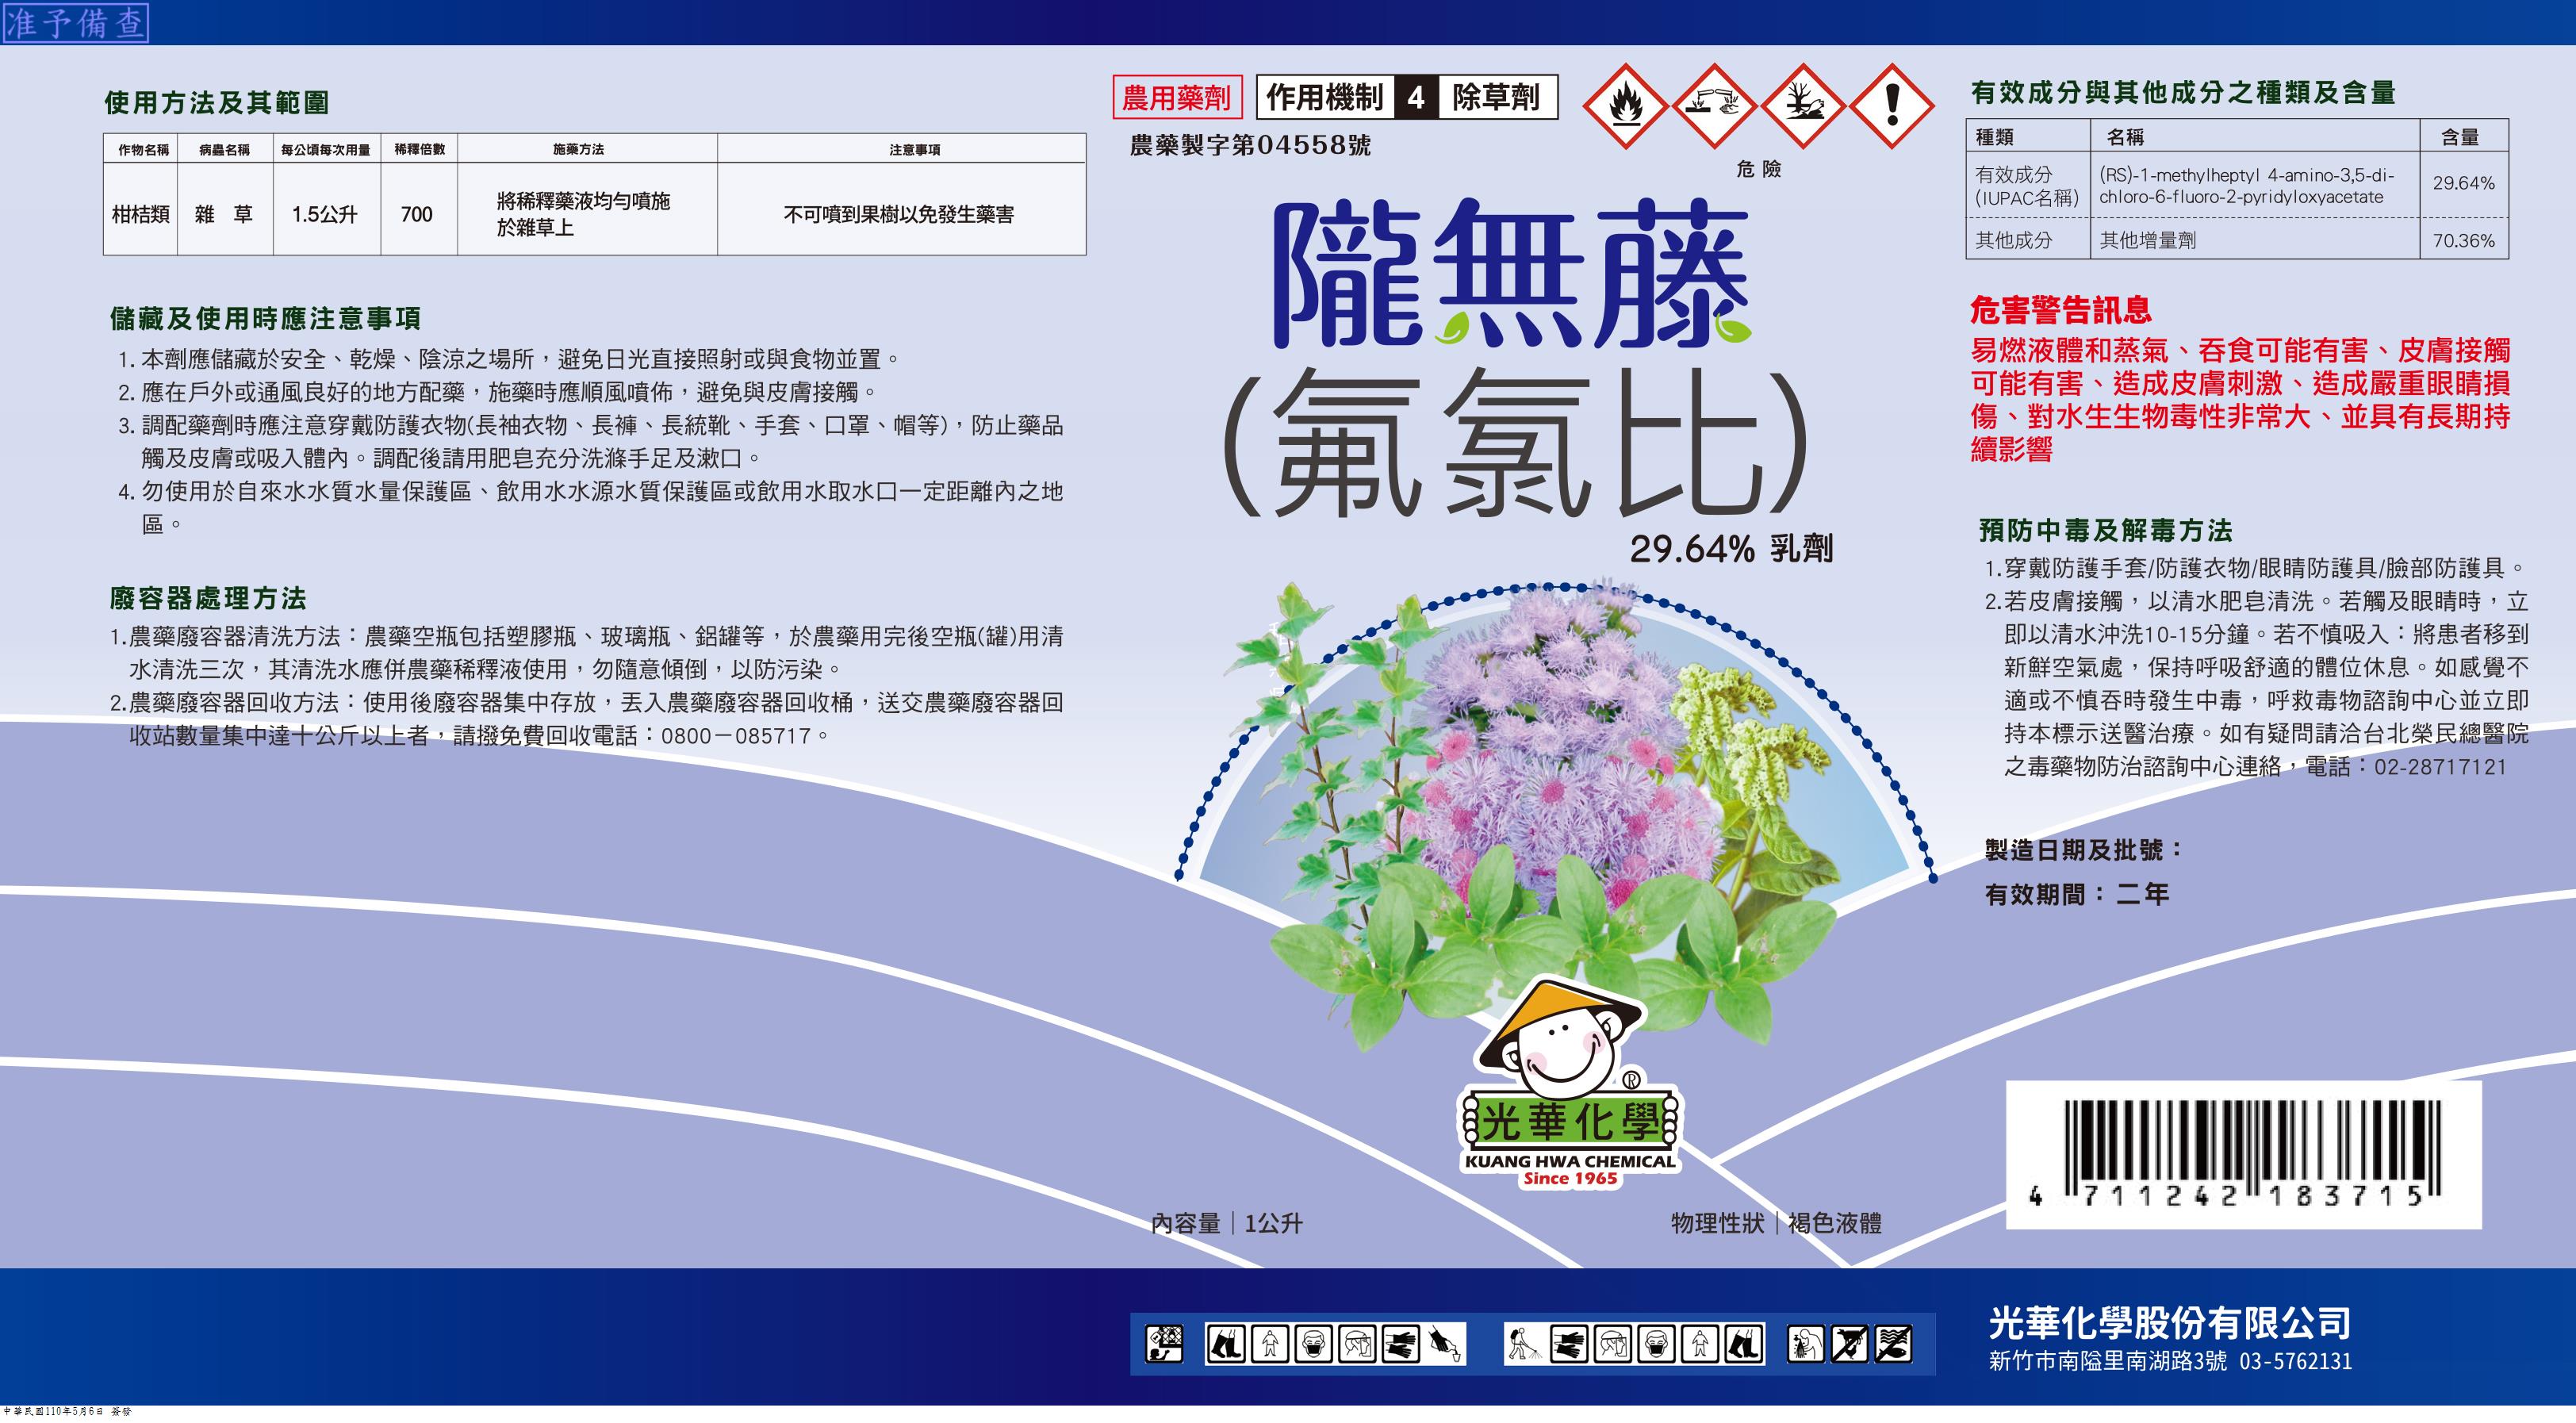 准予備查
使用方法及其範圍
作物名稱 病蟲名稱 每公頃每次用量 稀釋倍數 施藥方法 注意事項
柑桔類 雜 草 1.5公升 700 將稀釋藥液均勻噴施
於雜草上 不可噴到果樹以免發生藥害
儲藏及使用時應注意事項
1. 本劑應儲藏於安全、乾燥、陰涼之場所，避免日光直接照射或與食物並置。
2. 應在戶外或通風良好的地方配藥，施藥時應順風噴佈，避免與皮膚接觸。
3. 調配藥劑時應注意穿戴防護衣物(長袖衣物、長褲、長統靴、手套、口罩、帽等)，防止藥品
觸及皮膚或吸入體內。調配後請用肥皂充分洗滌手足及漱口。
4. 勿使用於自來水水質水量保護區、飲用水水源水質保護區或飲用水取水口一定距離內之地
區。
廢容器處理方法
1.農藥廢容器清洗方法：農藥空瓶包括塑膠瓶、玻璃瓶、鋁罐等，於農藥用完後空瓶(罐)用清
水清洗三次，其清洗水應併農藥稀釋液使用，勿隨意傾倒，以防污染。
2.農藥廢容器回收方法：使用後廢容器集中存放，丟入農藥廢容器回收桶，送交農藥廢容器回
收站數量集中達十公斤以上者，請撥免費回收電話：0800－085717。
農用藥劑 作用機制 4 除草劑
農藥製字第04558號
危險
隴無藤
(氟氯比)
29.64% 乳劑
光華化學
®
KUANG HWA CHEMICAL
Since 1965
內容量｜1公升
物理性狀｜褐色液體
有效成分與其他成分之種類及含量
種類 名稱 含量
有效成分
(IUPAC名稱) (RS)-1-methylheptyl 4-amino-3,5-di-
chloro-6-fluoro-2-pyridyloxyacetate 29.64%
其他成分 其他增量劑 70.36%
危害警告訊息
易燃液體和蒸氣、吞食可能有害、皮膚接觸
可能有害、造成皮膚刺激、造成嚴重眼睛損
傷、對水生生物毒性非常大、並具有長期持
續影響
預防中毒及解毒方法
1.穿戴防護手套/防護衣物/眼睛防護具/臉部防護具。
2.若皮膚接觸，以清水肥皂清洗。若觸及眼睛時，立
即以清水沖洗10-15分鐘。若不慎吸入：將患者移到
新鮮空氣處，保持呼吸舒適的體位休息。如感覺不
適或不慎吞時發生中毒，呼救毒物諮詢中心並立即
持本標示送醫治療。如有疑問請洽台北榮民總醫院
之毒藥物防治諮詢中心連絡，電話：02-28717121
製造日期及批號：
有效期間：二年
4 711242 183715
光華化學股份有限公司
新竹市南隘里南湖路3號 03-5762131
中華民國110年5月6日 簽發